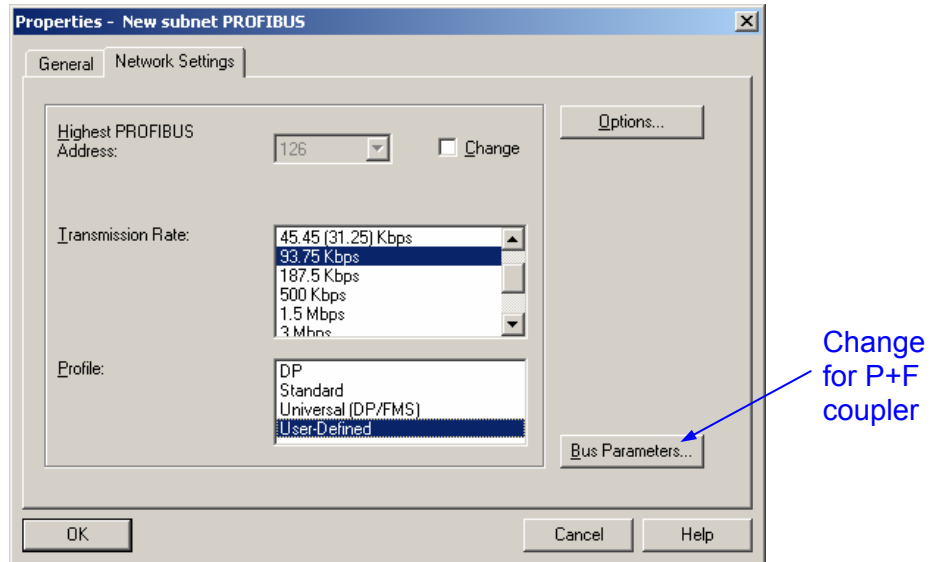 Properties - New subnet PROFIBUS
General
Network Settings
Highest PROFIBUS
Address:
126
Change
Options...
Transmission Rate:
45.45 (31.25) Kbps
93.75 Kbps
187.5 Kbps
500 Kbps
1.5 Mbps
3 Mbps
Profile:
DP
Standard
Universal (DP/FMS)
User-Defined
Bus Parameters...
Change
for P+F
coupler
OK
Cancel
Help